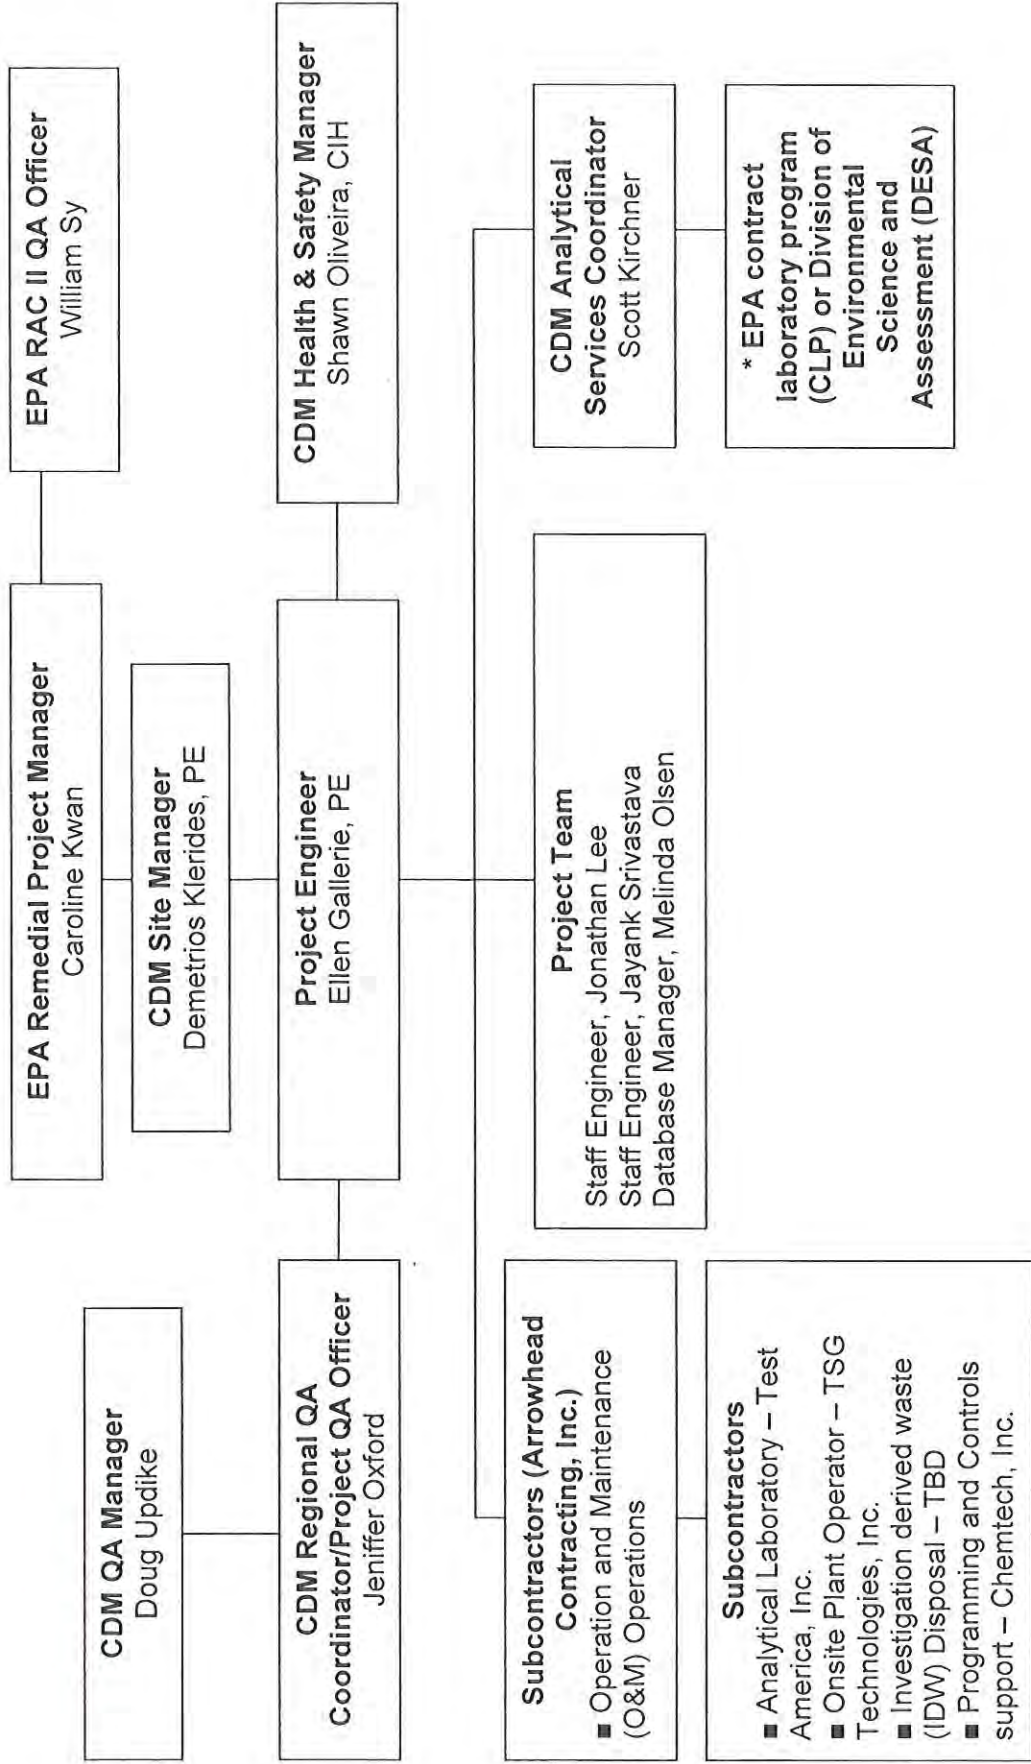 EPA RAC II QA Officer
William Sy
EPA Remedial Project Manager
Caroline Kwan
CDM QA Manager
Doug Updike
CDM Site Manager
Demetrios Klerides, PE
CDM Health & Safety Manager
Shawn Oliveira, CIH
Project Engineer
Ellen Gallerie, PE
CDM Regional QA
Coordinator/Project QA Officer
Jeniffer Oxford
Subcontractors (Arrowhead
Contracting, Inc.)
■ Operation and Maintenance
(O&M) Operations
Project Team
Staff Engineer, Jonathan Lee
Staff Engineer, Jayank Srivastava
Database Manager, Melinda Olsen
CDM Analytical
Services Coordinator
Scott Kirchner
Subcontractors
■ Analytical Laboratory – Test
America, Inc.
■ Onsite Plant Operator – TSG
Technologies, Inc.
■ Investigation derived waste
(IDW) Disposal – TBD
■ Programming and Controls
support – Chemtech, Inc.
* EPA contract
laboratory program
(CLP) or Division of
Environmental
Science and
Assessment (DESA)